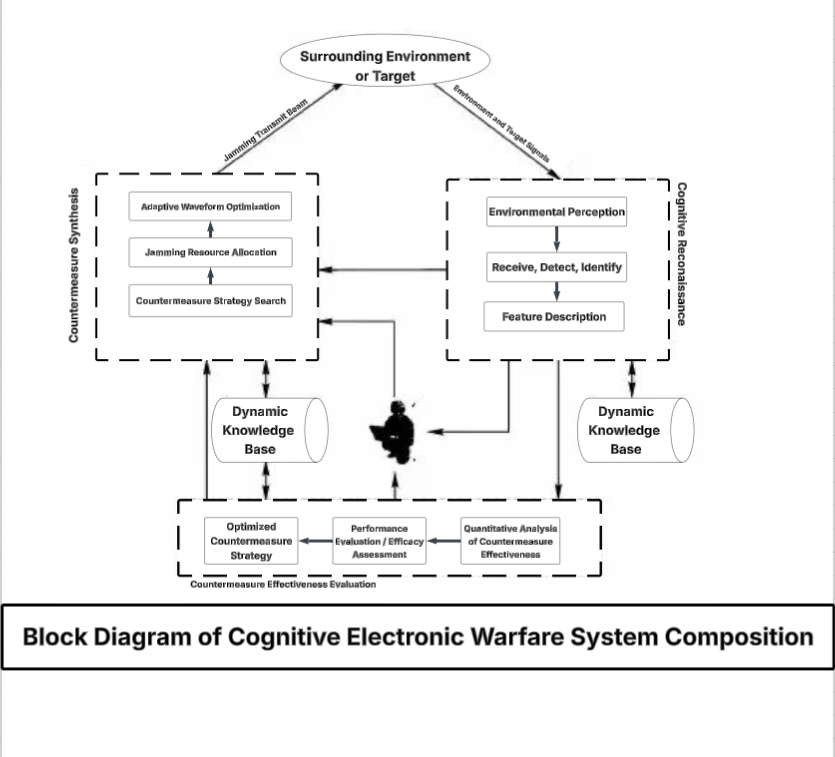 Surrounding Environment
or Target
Jamming Transmit Beam
Environment and Target Signals
Countermeasure Synthesis
Adaptive Waveform Optimization
Jamming Resource Allocation
Countermeasure Strategy Search
Cognitive Reconaissance
Environmental Perception
Receive, Detect, Identify
Feature Description
Dynamic
Knowledge
Base
Dynamic
Knowledge
Base
Optimized
Countermeasure
Strategy
Performance
Evaluation / Efficacy
Assessment
Quantitative Analysis
of Countermeasure
Effectiveness
Countermeasure Effectiveness Evaluation
Block Diagram of Cognitive Electronic Warfare System Composition